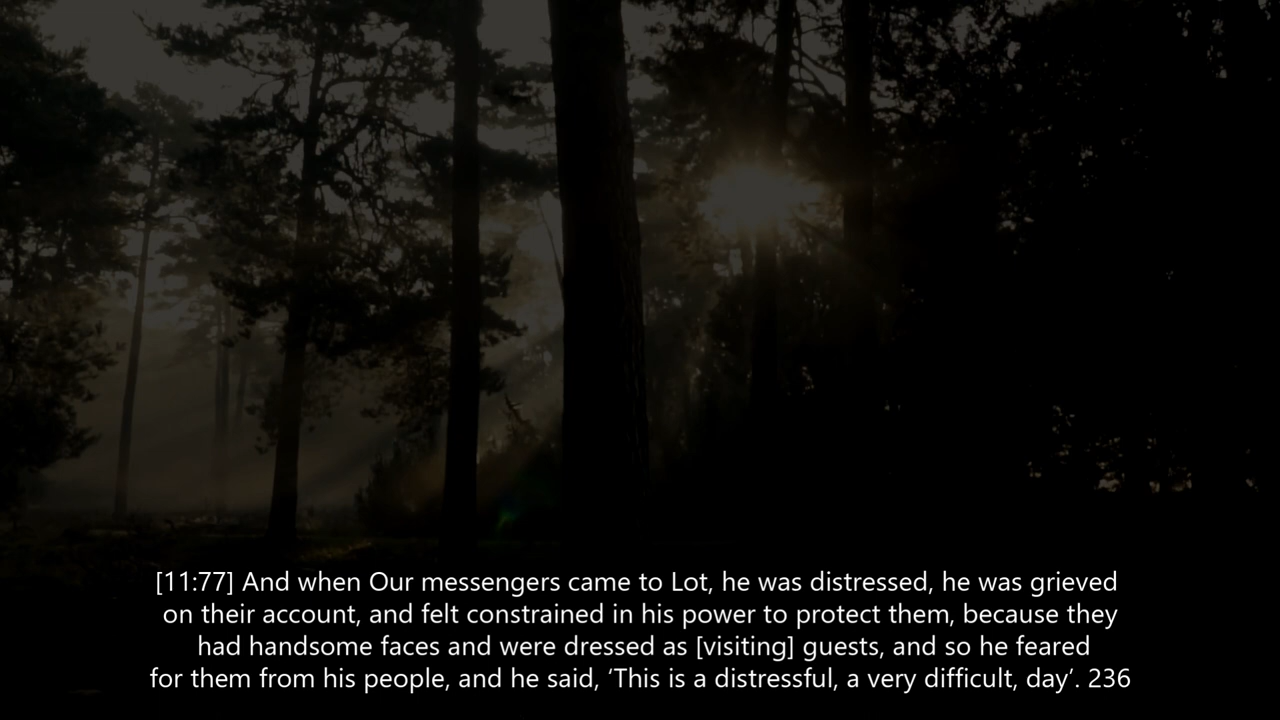 [11:77] And when Our messengers came to Lot, he was distressed, he was grieved
on their account, and felt constrained in his power to protect them, because they
had handsome faces and were dressed as [visiting] guests, and so he feared
for them from his people, and he said, ‘This is a distressful, a very difficult, day’. 236